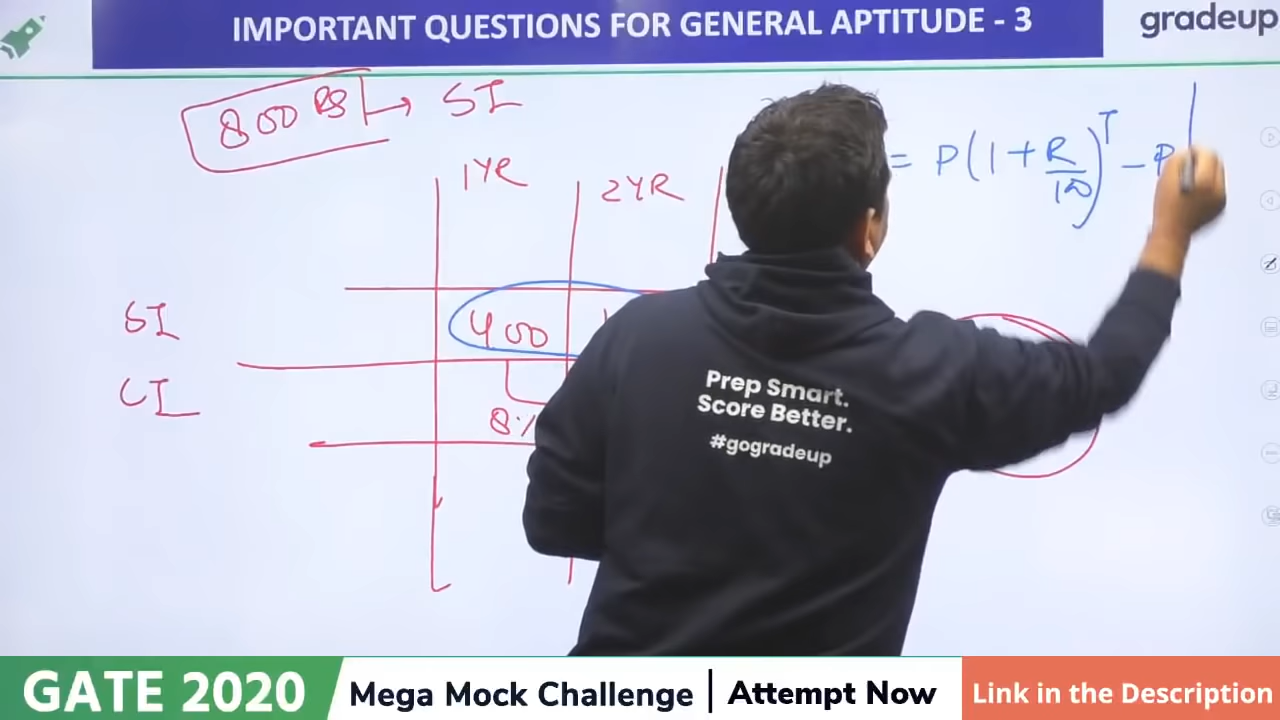 IMPORTANT QUESTIONS FOR GENERAL APTITUDE - 3
gradeup
800 RS → SI
= P(1 + R/100)^T - P
1YR 2YR
SI 400
CI
8%
Prep Smart.
Score Better.
#gogradeup
GATE 2020 Mega Mock Challenge | Attempt Now Link in the Description